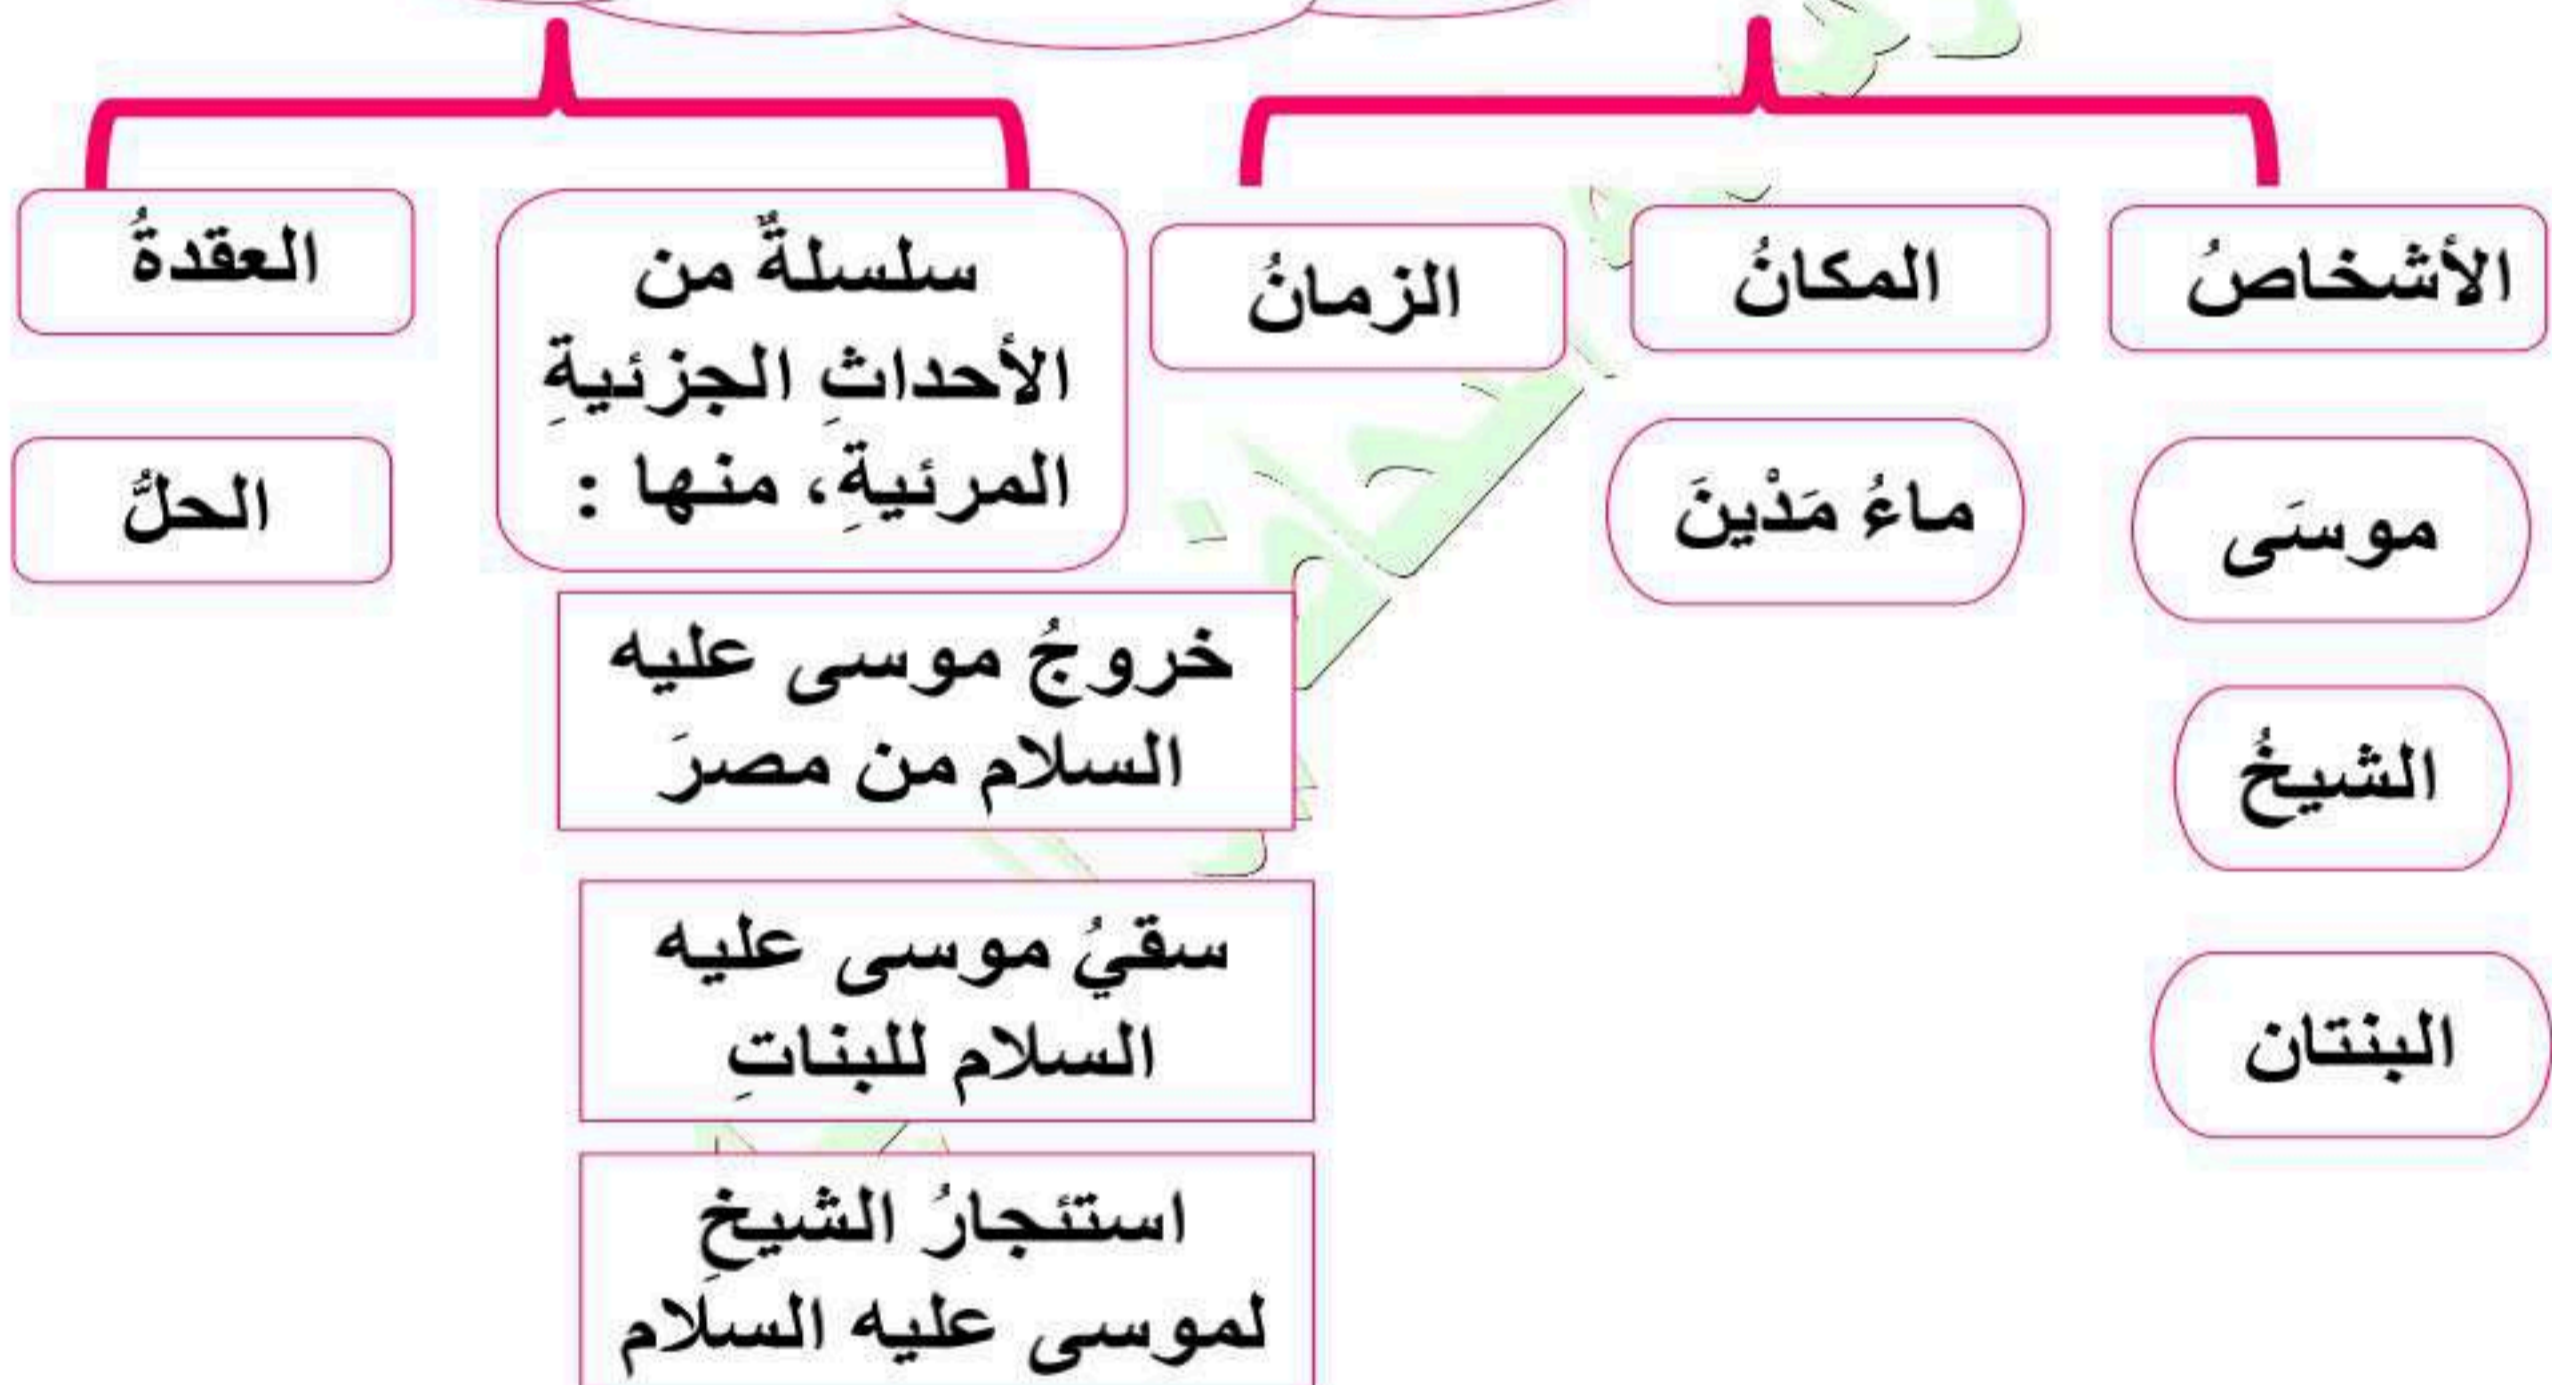 الأشخاصُ
المكانُ
الزمانُ
سلسلةٌ من
الأحداثِ الجزئيةِ
المرئيةِ، منها :
العقدةُ
موسَى
ماءُ مَدْينَ
الحلُّ
خروجُ موسى عليه
السلام من مصرَ
الشيخُ
سقيُ موسى عليه
السلام للبناتِ
البنتان
استئجارُ الشيخِ
لموسى عليه السلام